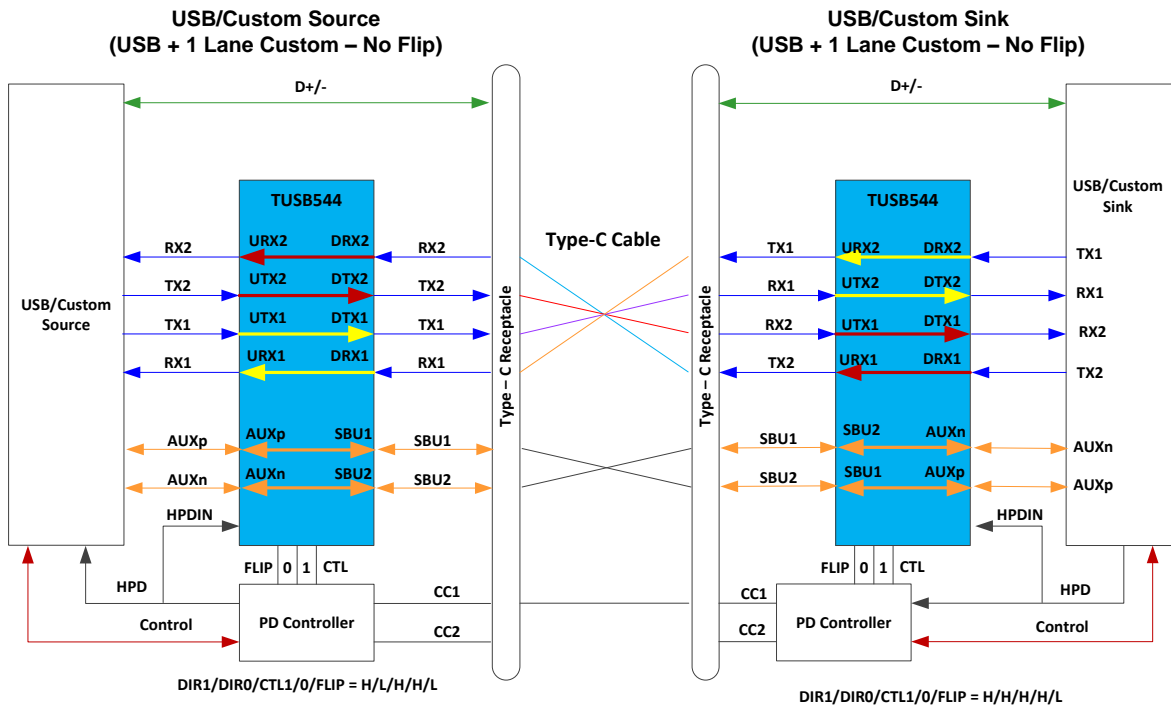 USB/Custom Source
(USB + 1 Lane Custom – No Flip)
USB/Custom Sink
(USB + 1 Lane Custom – No Flip)
D+/-
D+/-
TUSB544
TUSB544
USB/Custom
Sink
USB/Custom
Source
Type-C Cable
Type – C Receptacle
Type – C Receptacle
RX2 URX2 DRX2 RX2
TX2 UTX2 DTX2 TX2
TX1 UTX1 DTX1 TX1
RX1 URX1 DRX1 RX1
AUXp AUXp SBU1 SBU1
AUXn AUXn SBU2 SBU2
TX1 URX2 DRX2 TX1
RX1 UTX2 DTX2 RX1
RX2 UTX1 DTX1 RX2
TX2 URX1 DRX1 TX2
SBU1 SBU2 AUXn AUXn
SBU2 SBU1 AUXp AUXp
HPDIN
HPDIN
FLIP 0 1 CTL
FLIP 0 1 CTL
HPD
HPD
Control
Control
PD Controller
PD Controller
CC1
CC2
CC1
CC2
DIR1/DIR0/CTL1/0/FLIP = H/L/H/H/L
DIR1/DIR0/CTL1/0/FLIP = H/H/H/H/L